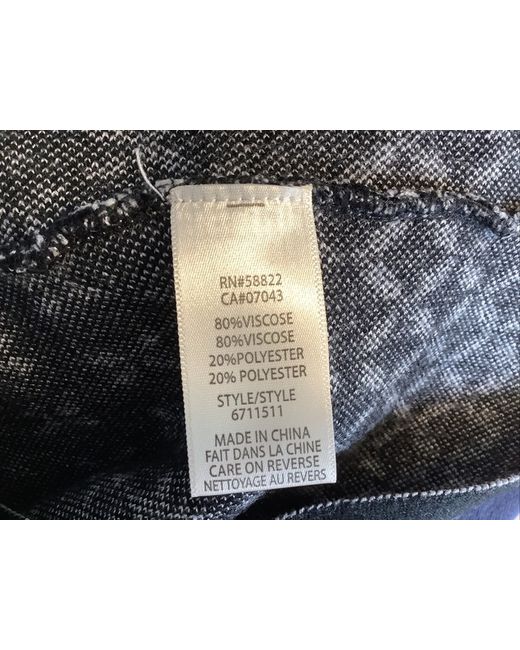 RN#58822
CA#07043
80%VISCOSE
80%VISCOSE
20%POLYESTER
20% POLYESTER
STYLE/STYLE
6711511
MADE IN CHINA
FAIT DANS LA CHINE
CARE ON REVERSE
NETTOYAGE AU REVERS